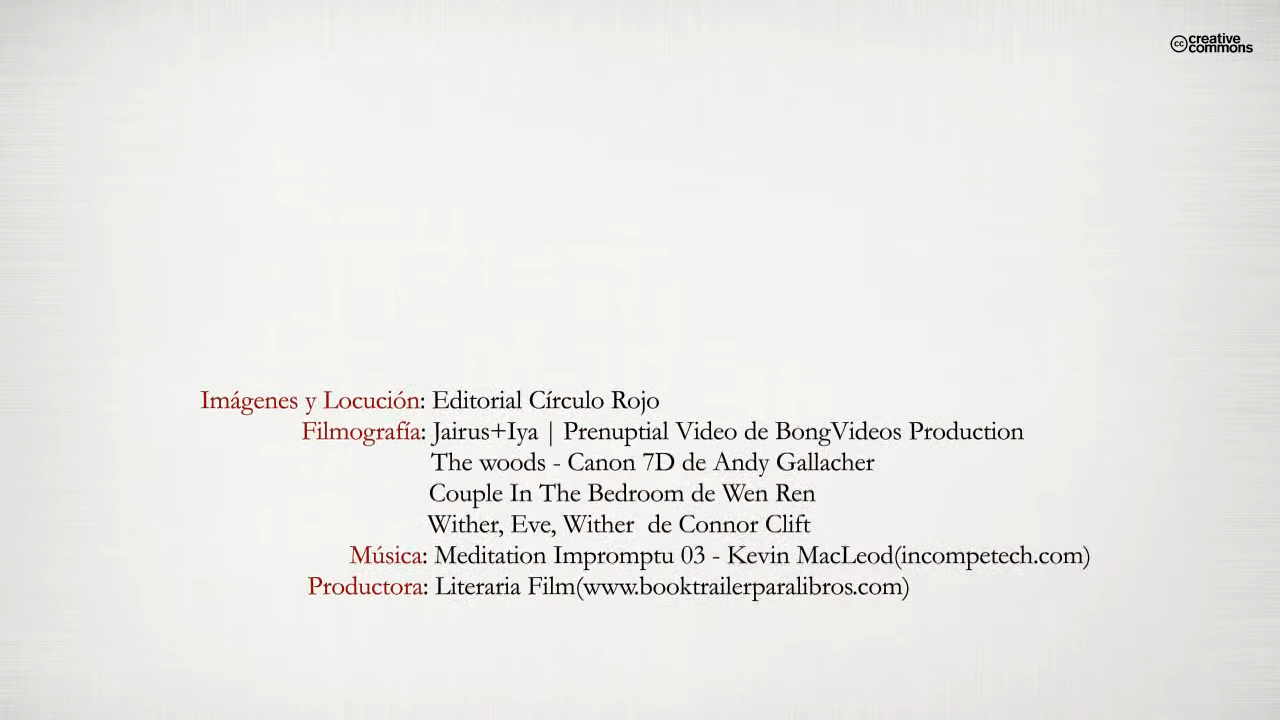 creative
commons
Imágenes y Locución: Editorial Círculo Rojo
Filmografía: Jairus+Iya | Prenuptial Video de BongVideos Production
The woods - Canon 7D de Andy Gallacher
Couple In The Bedroom de Wen Ren
Wither, Eve, Wither de Connor Clift
Música: Meditation Impromptu 03 - Kevin MacLeod(incompetech.com)
Productora: Literaria Film(www.booktrailerparalibros.com)